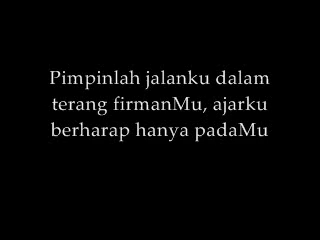 Pimpinlah jalanku dalam
terang firmanMu, ajarku
berharap hanya padaMu